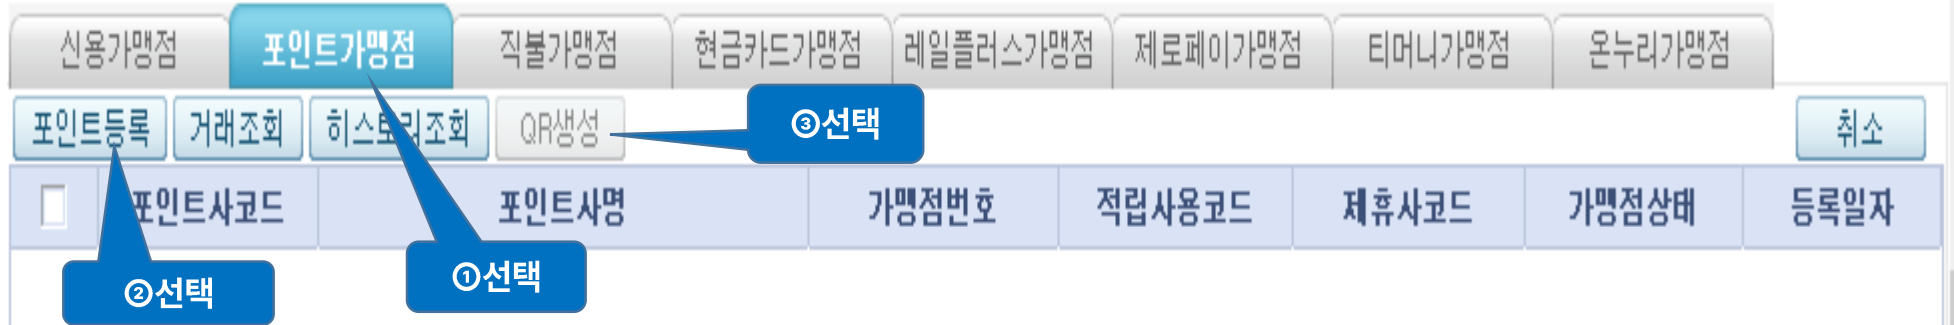 신용가맹점 포인트가맹점 직불가맹점 현금카드가맹점 레일플러스가맹점 제로페이가맹점 티머니가맹점 온누리가맹점
포인트등록 거래조회 히스토리조회 QR생성 ③선택 취소
포인트사코드 포인트사명 가맹점번호 적립사용코드 제휴사코드 가맹점상태 등록일자
②선택 ①선택